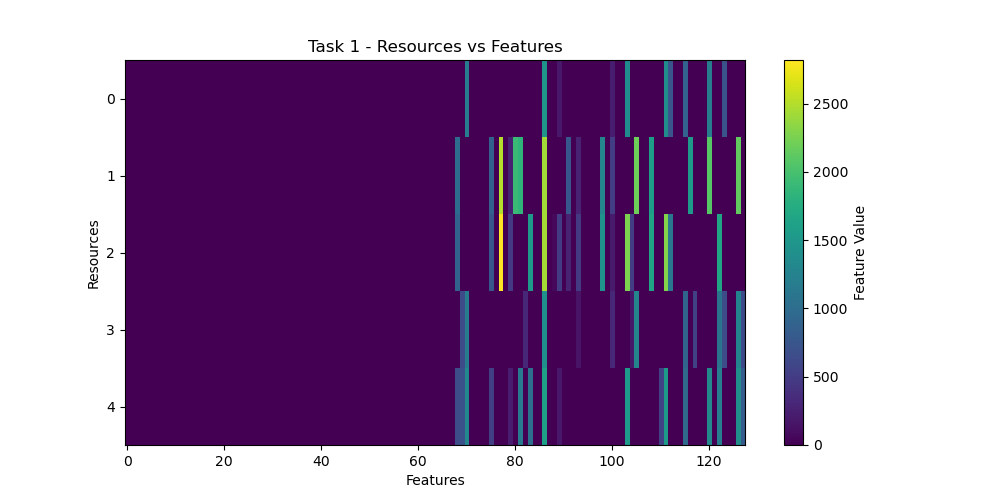 Task 1 - Resources vs Features
Resources
0
1
2
3
4
0 20 40 60 80 100 120
Features
2500
2000
1500
1000
500
0
Feature Value